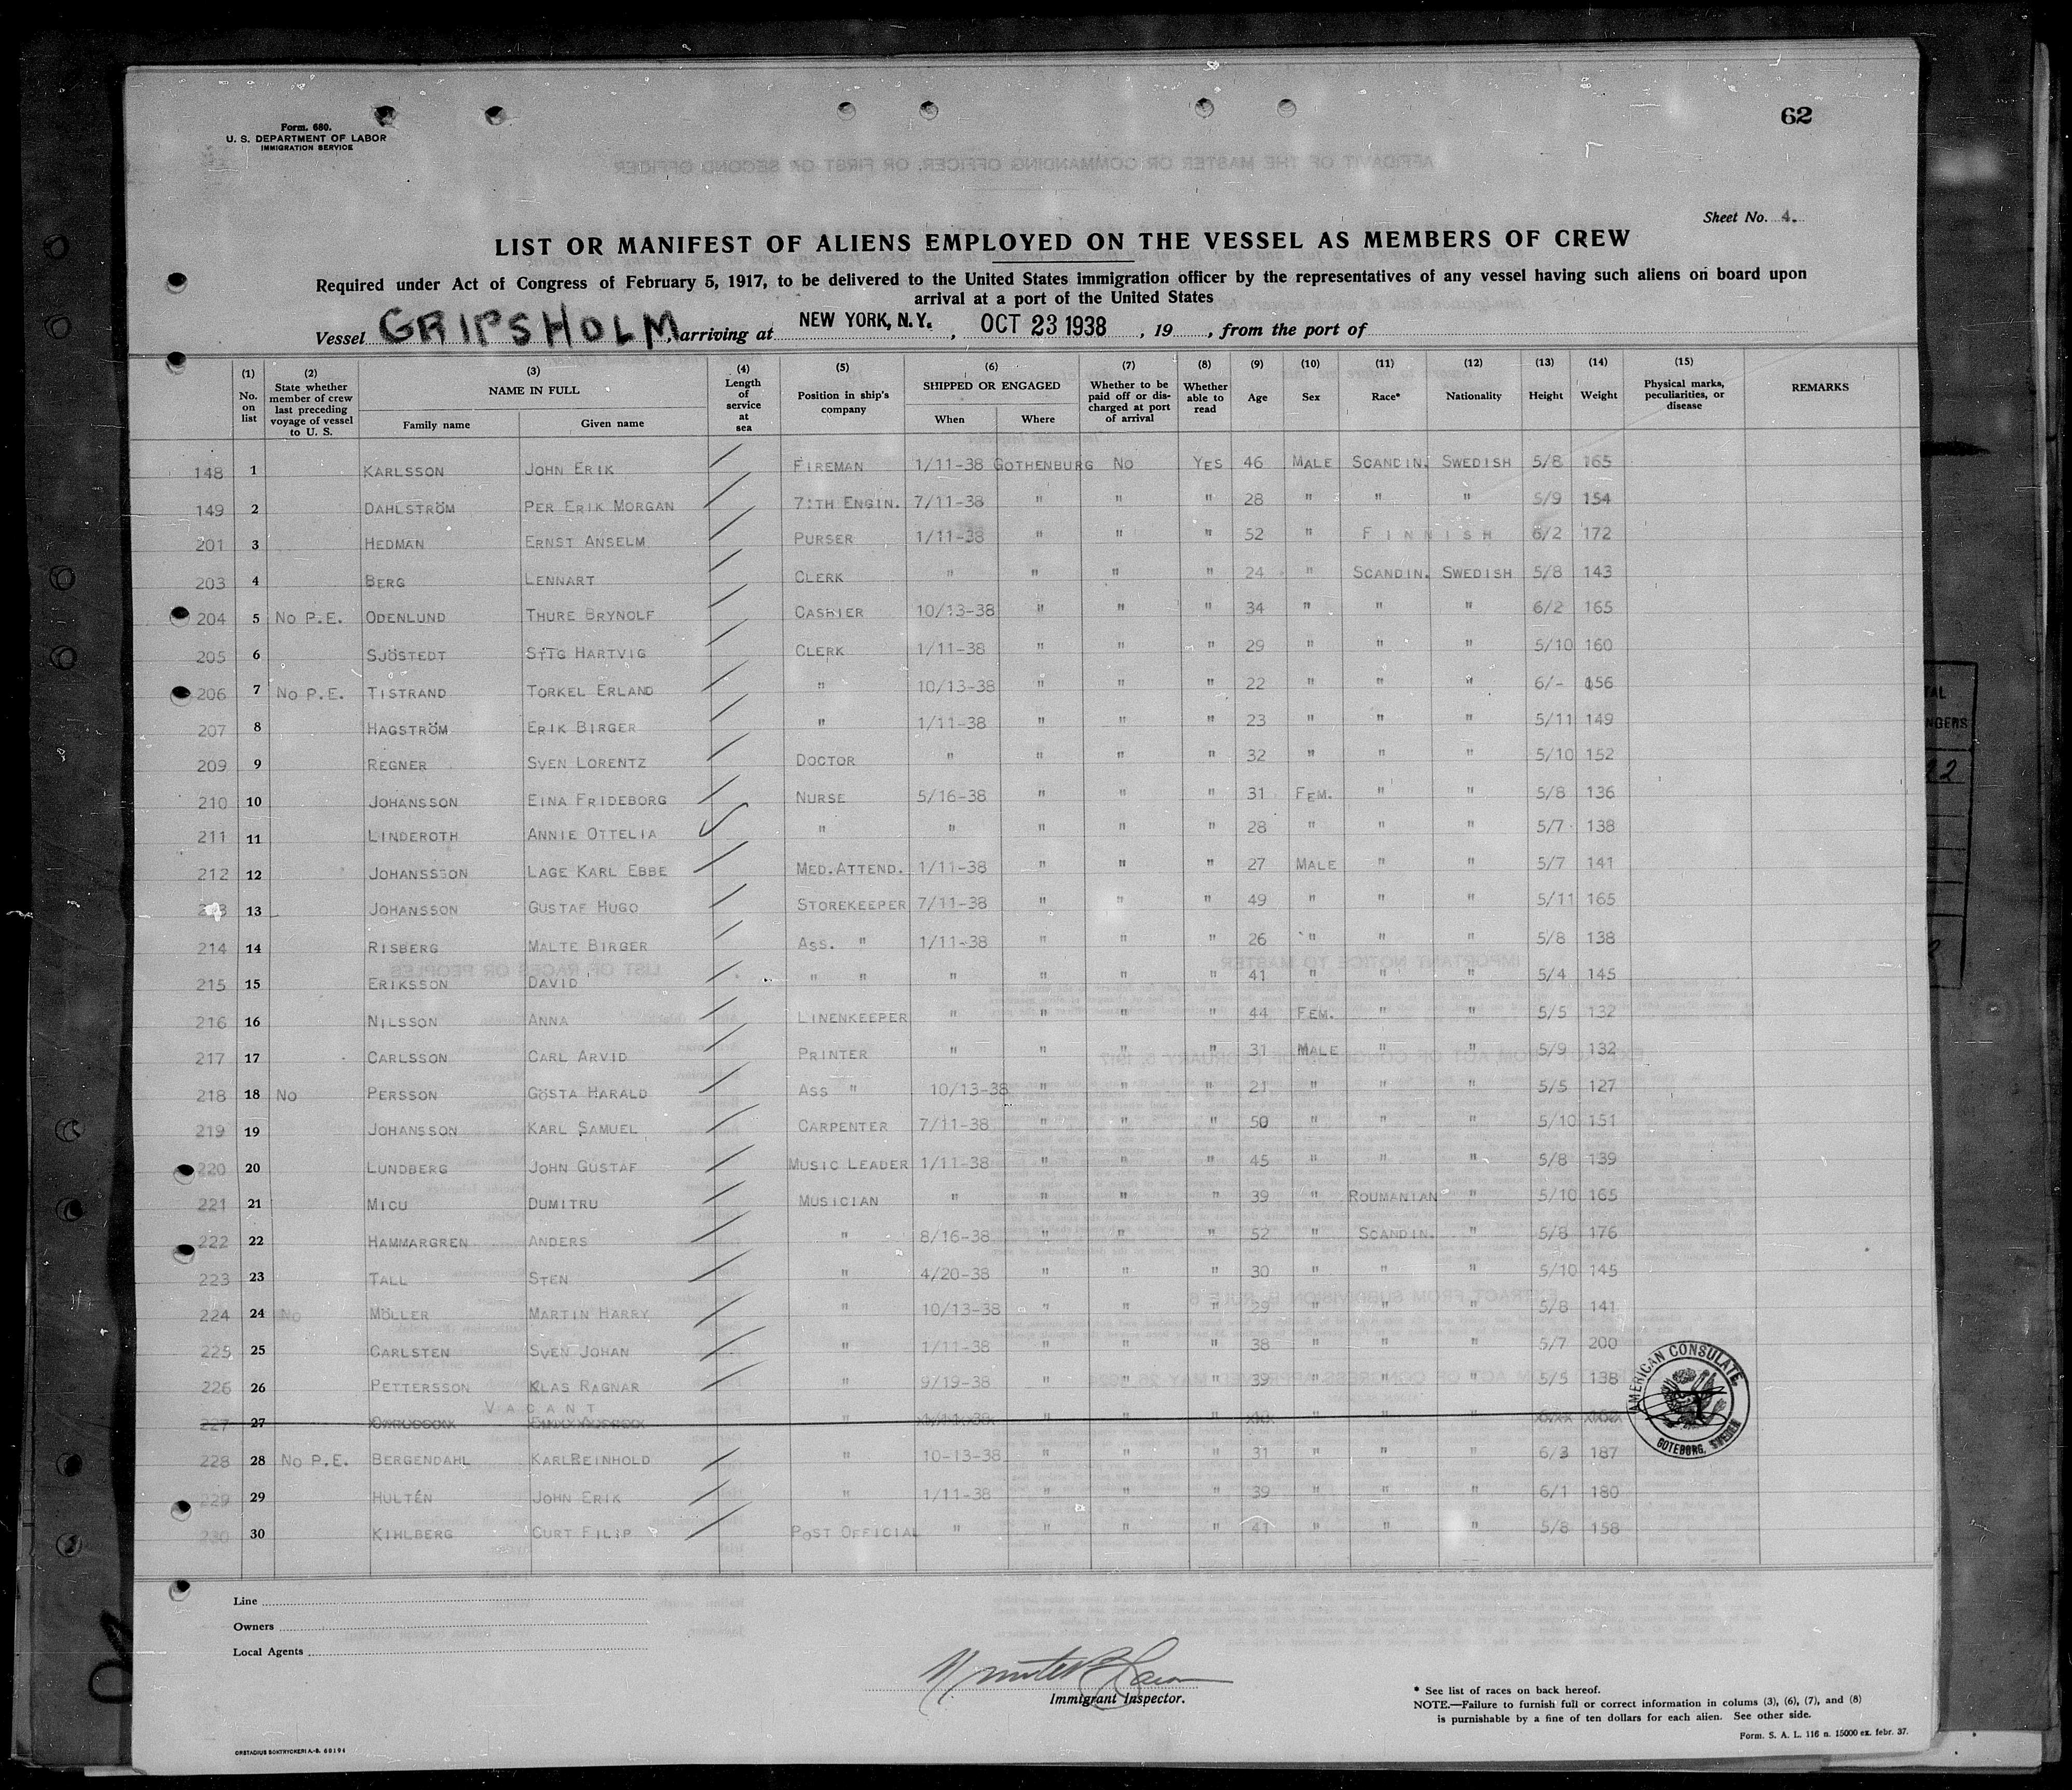 62
Form. 680.
U. S. DEPARTMENT OF LABOR
IMMIGRATION SERVICE
Sheet No. 4.
LIST OR MANIFEST OF ALIENS EMPLOYED ON THE VESSEL AS MEMBERS OF CREW
Required under Act of Congress of February 5, 1917, to be delivered to the United States immigration officer by the representatives of any vessel having such aliens on board upon
arrival at a port of the United States
Vessel GRIPSHOLM, arriving at NEW YORK, N.Y., OCT 23 1938, 19, from the port of
(1) No. on list (2) State whether member of crew last preceding voyage of vessel to U. S. (3) NAME IN FULL Family name Given name (4) Length of service at sea (5) Position in ship's company (6) SHIPPED OR ENGAGED When Where (7) Whether to be paid off or discharged at port of arrival (8) Whether able to read (9) Age (10) Sex (11) Race* (12) Nationality (13) Height (14) Weight (15) Physical marks, peculiarities, or disease REMARKS
148 1 KARLSSON JOHN ERIK FIREMAN 1/11-38 GOTHENBURG NO YES 46 MALE SCANDIN. SWEDISH 5/8 165
149 2 DAHLSTRÖM PER ERIK MORGAN 7:TH ENGIN. 7/11-38 " " " 28 " " " 5/9 154
201 3 HEDMAN ERNST ANSELM PURSER 1/11-38 " " " 52 " FINNISH 6/2 172
203 4 BERG LENNART CLERK " " " " 24 " SCANDIN. SWEDISH 5/8 143
204 5 NO P.E. ODENLUND THURE BRYNOLF CASHIER 10/13-38 " " " 34 " " " 6/2 165
205 6 SJÖSTEDT STIG HARTVIG CLERK 1/11-38 " " " 29 " " " 5/10 160
206 7 NO P.E. TISTRAND TORKEL ERLAND " 10/13-38 " " " 22 " " " 6/- 156
207 8 HAGSTRÖM ERIK BIRGER " 1/11-38 " " " 23 " " " 5/11 149
209 9 REGNER SVEN LORENTZ DOCTOR " " " " 32 " " " 5/10 152
210 10 JOHANSSON EINA FRIDEBORG NURSE 5/16-38 " " " 31 FEM. " " 5/8 136
211 11 LINDEROTH ANNIE OTTELIA " " " " " 28 " " " 5/7 138
212 12 JOHANSSSON LAGE KARL EBBE MED.ATTEND. 1/11-38 " " " 27 MALE " " 5/7 141
13 JOHANSSON GUSTAF HUGO STOREKEEPER 7/11-38 " " " 49 " " " 5/11 165
214 14 RISBERG MALTE BIRGER ASS. " 1/11-38 " " " 26 " " " 5/8 138
215 15 ERIKSSON DAVID " " " " " " 41 " " " 5/4 145
216 16 NILSSON ANNA LINENKEEPER " " " " 44 FEM. " " 5/5 132
217 17 CARLSSON CARL ARVID PRINTER " " " " 31 MALE " " 5/9 132
218 18 NO PERSSON GÖSTA HARALD ASS " 10/13-38 " " " 21 " " " 5/5 127
219 19 JOHANSSON KARL SAMUEL CARPENTER 7/11-38 " " " 50 " " " 5/10 151
220 20 LUNDBERG JOHN GUSTAF MUSIC LEADER 1/11-38 " " " 45 " " " 5/8 139
221 21 MICU DUMITRU MUSICIAN " " " " 39 " ROUMANIAN " 5/10 165
222 22 HAMMARGREN ANDERS " 8/16-38 " " " 52 " SCANDIN. " 5/8 176
223 23 TALL STEN " 4/20-38 " " " 30 " " " 5/10 145
224 24 NO MÖLLER MARTIN HARRY " 10/13-38 " " " 29 " " " 5/8 141
225 25 CARLSTEN SVEN JOHAN " 1/11-38 " " " 38 " " " 5/7 200
226 26 PETTERSSON KLAS RAGNAR " 9/19-38 " " " 39 " " " 5/5 138
VACANT
227 27 " " " " " " "
228 28 NO P.E. BERGENDAHL KARLREINHOLD " 10-13-38 " " " 31 " " " 6/3 187
229 29 HULTÉN JOHN ERIK " 1/11-38 " " " 39 " " " 6/1 180
230 30 KIHLBERG CURT FILIP POST OFFICIAL " " " " 41 " " " 5/8 158
AMERICAN CONSULATE
GOTEBORG, SWEDEN
Line
Owners
Local Agents
Immigrant Inspector.
* See list of races on back hereof.
NOTE.—Failure to furnish full or correct information in colums (3), (6), (7), and (8)
is punishable by a fine of ten dollars for each alien. See other side.
Form. S. A. L. 116 n. 15000 ex. febr. 37.
ORSTADIUS BOKTRYCKERI A.-B. 60194